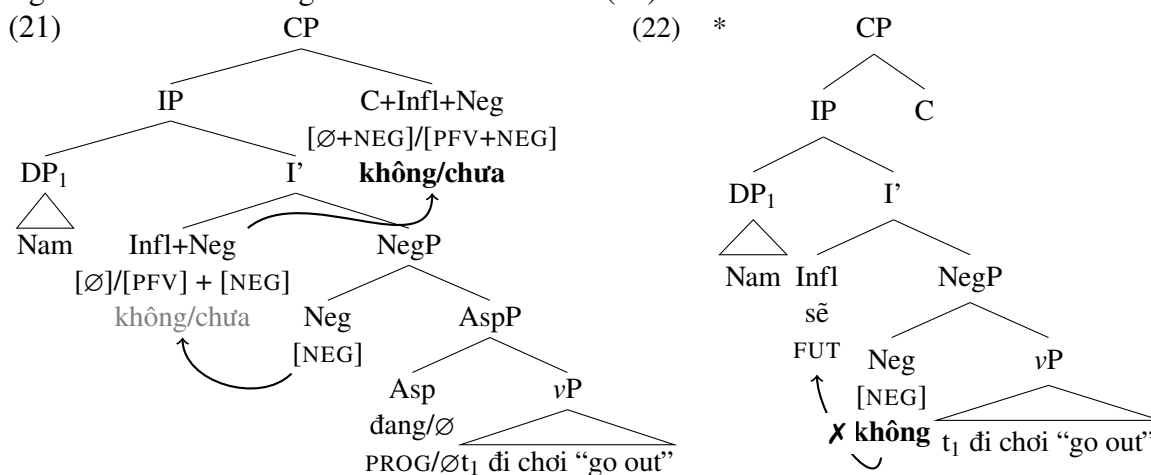 (21) CP (22) * CP
IP C+Infl+Neg
[Ø+NEG]/[PFV+NEG] IP C
DP1 I’ không/chưa DP1 I’
Nam Infl+Neg NegP
[Ø]/[PFV] + [NEG] Nam Infl NegP
không/chưa Neg AspP sẽ
[NEG] FUT Neg vP
Asp vP [NEG]
đang/Ø ✗ không t1 đi chơi “go out”
PROG/Øt1 đi chơi “go out”